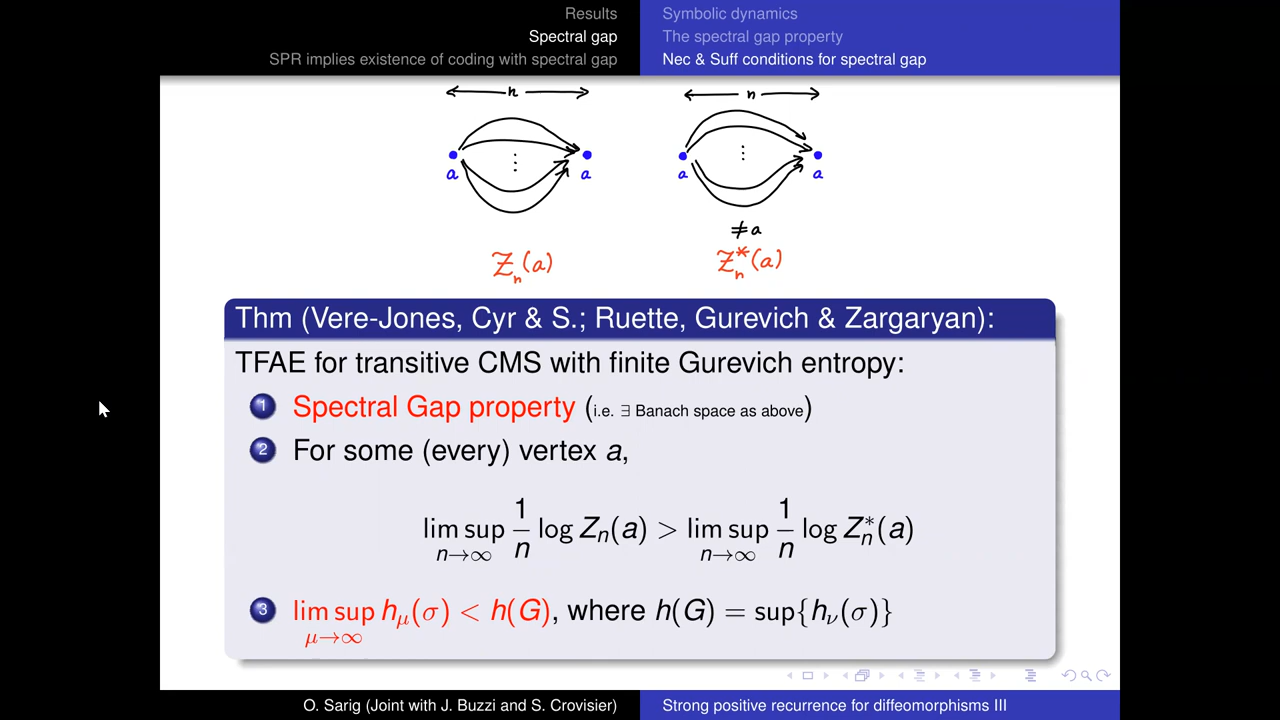 Results
Spectral gap
SPR implies existence of coding with spectral gap
Symbolic dynamics
The spectral gap property
Nec & Suff conditions for spectral gap
n n
⋮ ⋮
a a a a
≠a
Z_n(a) Z*_n(a)
Thm (Vere-Jones, Cyr & S.; Ruette, Gurevich & Zargaryan):
TFAE for transitive CMS with finite Gurevich entropy:
1 Spectral Gap property (i.e. ∃ Banach space as above)
2 For some (every) vertex a,
lim sup_{n→∞} 1/n log Z_n(a) > lim sup_{n→∞} 1/n log Z*_n(a)
3 lim sup_{μ→∞} h_μ(σ) < h(G), where h(G) = sup{h_ν(σ)}
O. Sarig (Joint with J. Buzzi and S. Crovisier)
Strong positive recurrence for diffeomorphisms III